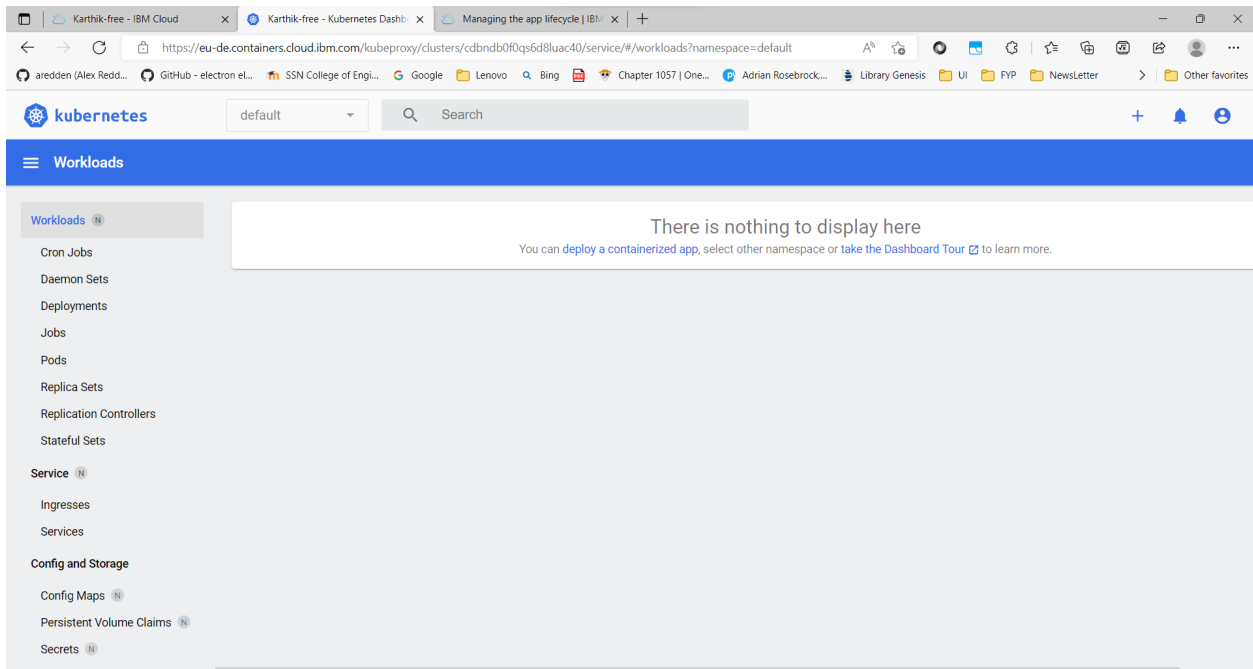 Karthik-free - IBM Cloud
Karthik-free - Kubernetes Dashb
Managing the app lifecycle | IBM
https://eu-de.containers.cloud.ibm.com/kubeproxy/clusters/cdbndb0f0qs6d8luac40/service/#/workloads?namespace=default
aredden (Alex Redd... GitHub - electron el... SSN College of Engi... Google Lenovo Bing Chapter 1057 | One... Adrian Rosebrock,... Library Genesis UI FYP NewsLetter Other favorites
kubernetes default Search
Workloads
Workloads N
There is nothing to display here
You can deploy a containerized app, select other namespace or take the Dashboard Tour to learn more.
Cron Jobs
Daemon Sets
Deployments
Jobs
Pods
Replica Sets
Replication Controllers
Stateful Sets
Service N
Ingresses
Services
Config and Storage
Config Maps N
Persistent Volume Claims N
Secrets N